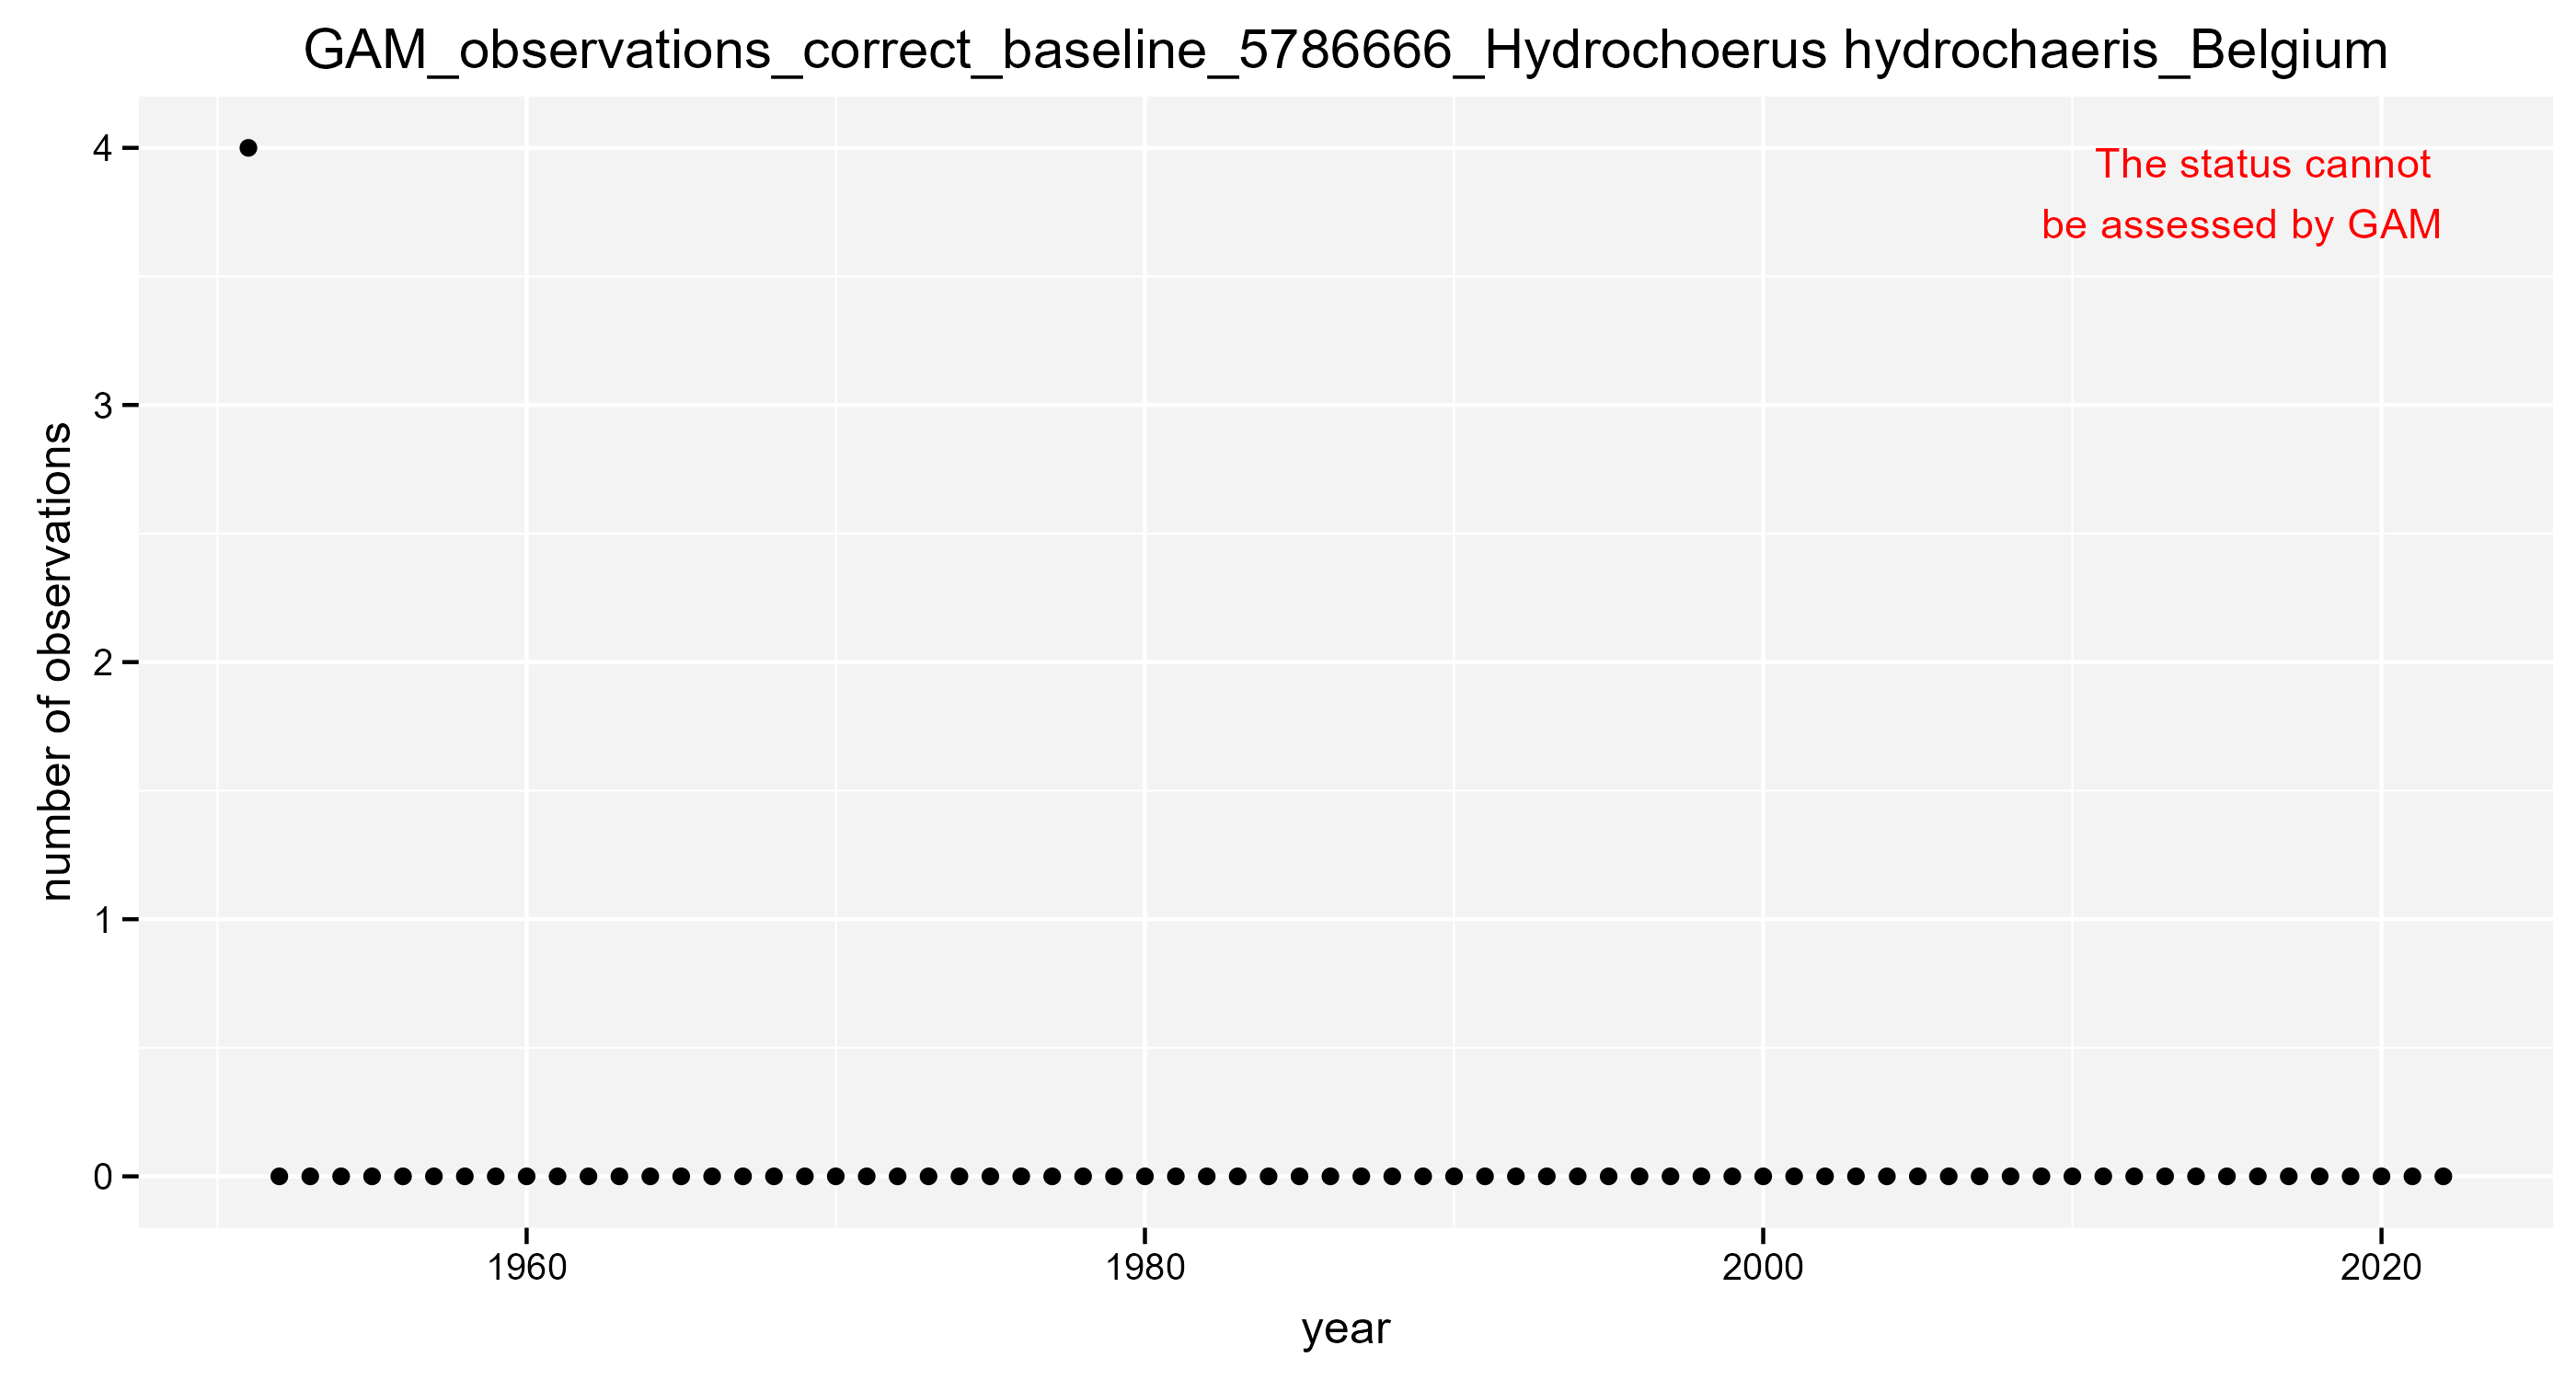 GAM_observations_correct_baseline_5786666_Hydrochoerus hydrochaeris_Belgium
The status cannot
be assessed by GAM
number of observations
4
3
2
1
0
1960 1980 2000 2020
year